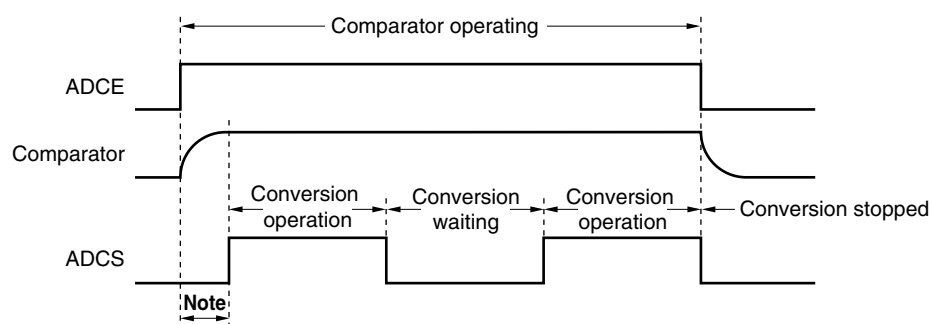 Comparator operating
ADCE
Comparator
Conversion
operation
Conversion
waiting
Conversion
operation
Conversion stopped
ADCS
Note